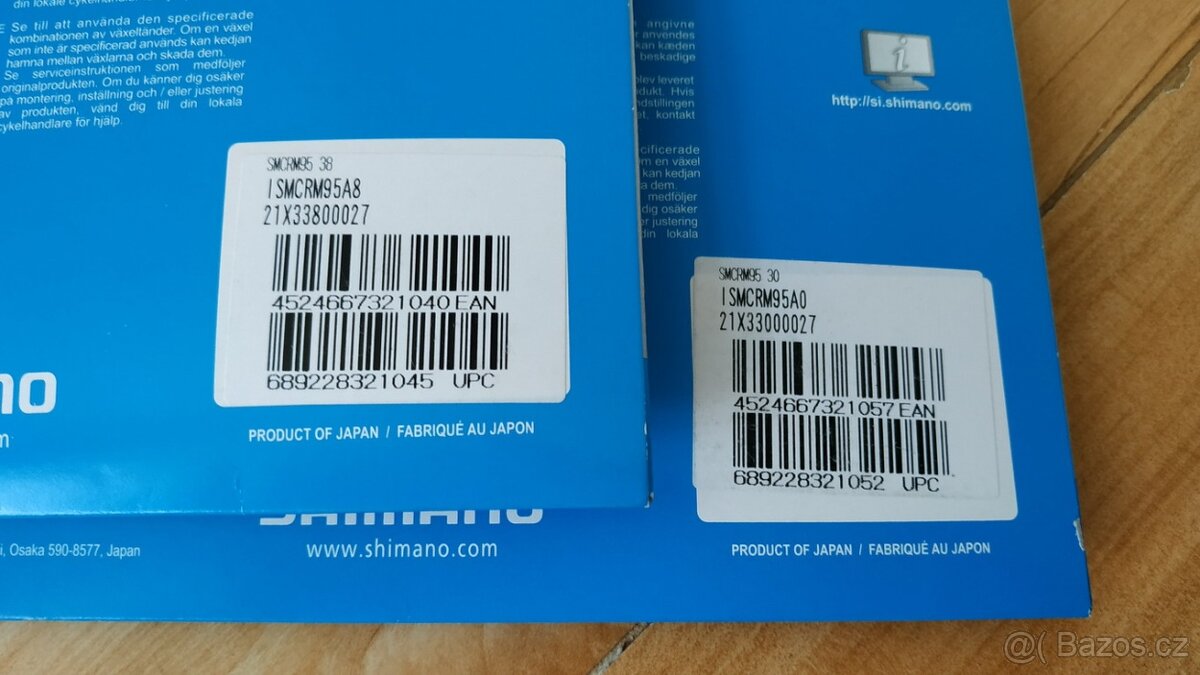 E Se till att använda den specificerade
kombinationen av växeltänder. Om en växel
som inte är specificerad används kan kedjan
hamna mellan växlarna och skada dem.
Se serviceinstruktionen som medföljer
originalprodukten. Om du känner dig osäker
på montering, inställning och / eller justering
av produkten, vänd dig till din lokala
cykelhandlare för hjälp.
SMCRM95 38
ISMCRM95A8
21X33800027
4524667321040 EAN
689228321045 UPC
PRODUCT OF JAPAN / FABRIQUÉ AU JAPON
angivne
anvendes
kan kæden
beskadige
blev leveret
dukt. Hvis
indstillingen
et, kontakt
cificerade
m en växel
kan kedjan
a dem.
medföljer
dig osäker
justering
din lokala
http://si.shimano.com
SMCRM95 30
ISMCRM95A0
21X33000027
4524667321057 EAN
689228321052 UPC
PRODUCT OF JAPAN / FABRIQUÉ AU JAPON
SHIMANO
www.shimano.com
i, Osaka 590-8577, Japan
@( Bazos.cz